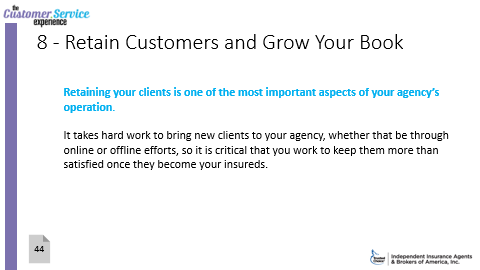 the
Customer Service
experience
8 - Retain Customers and Grow Your Book
Retaining your clients is one of the most important aspects of your agency's
operation.
It takes hard work to bring new clients to your agency, whether that be through
online or offline efforts, so it is critical that you work to keep them more than
satisfied once they become your insureds.
44
Independent Insurance Agents
& Brokers of America, Inc.